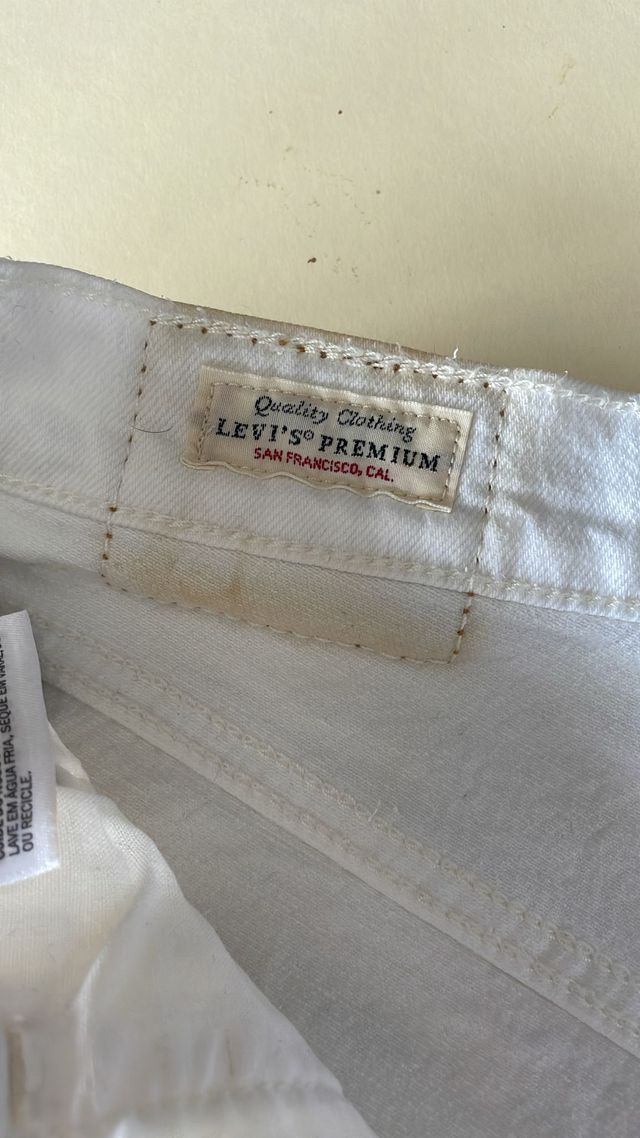 Quality Clothing
LEVI'S® PREMIUM
SAN FRANCISCO, CAL.
LAVE EM ÁGUA FRIA, SEQUE EM
OU RECICLE.